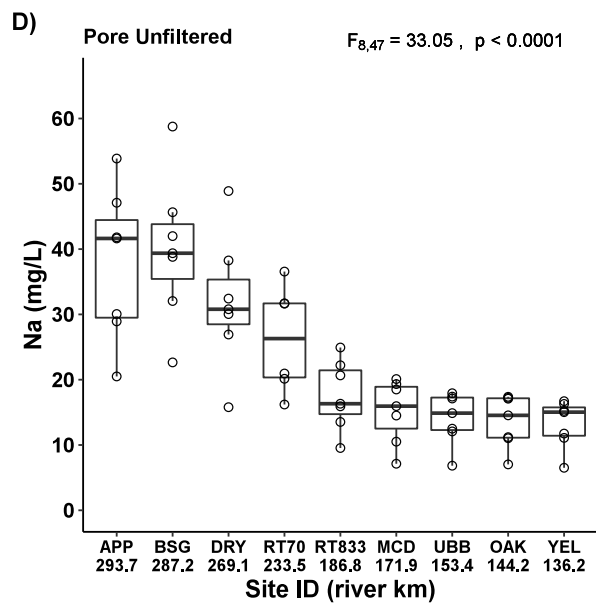 D)
Pore Unfiltered
F8,47 = 33.05 , p < 0.0001
Na (mg/L)
60
50
40
30
20
10
0
APP BSG DRY RT70 RT833 MCD UBB OAK YEL
293.7 287.2 269.1 233.5 186.8 171.9 153.4 144.2 136.2
Site ID (river km)